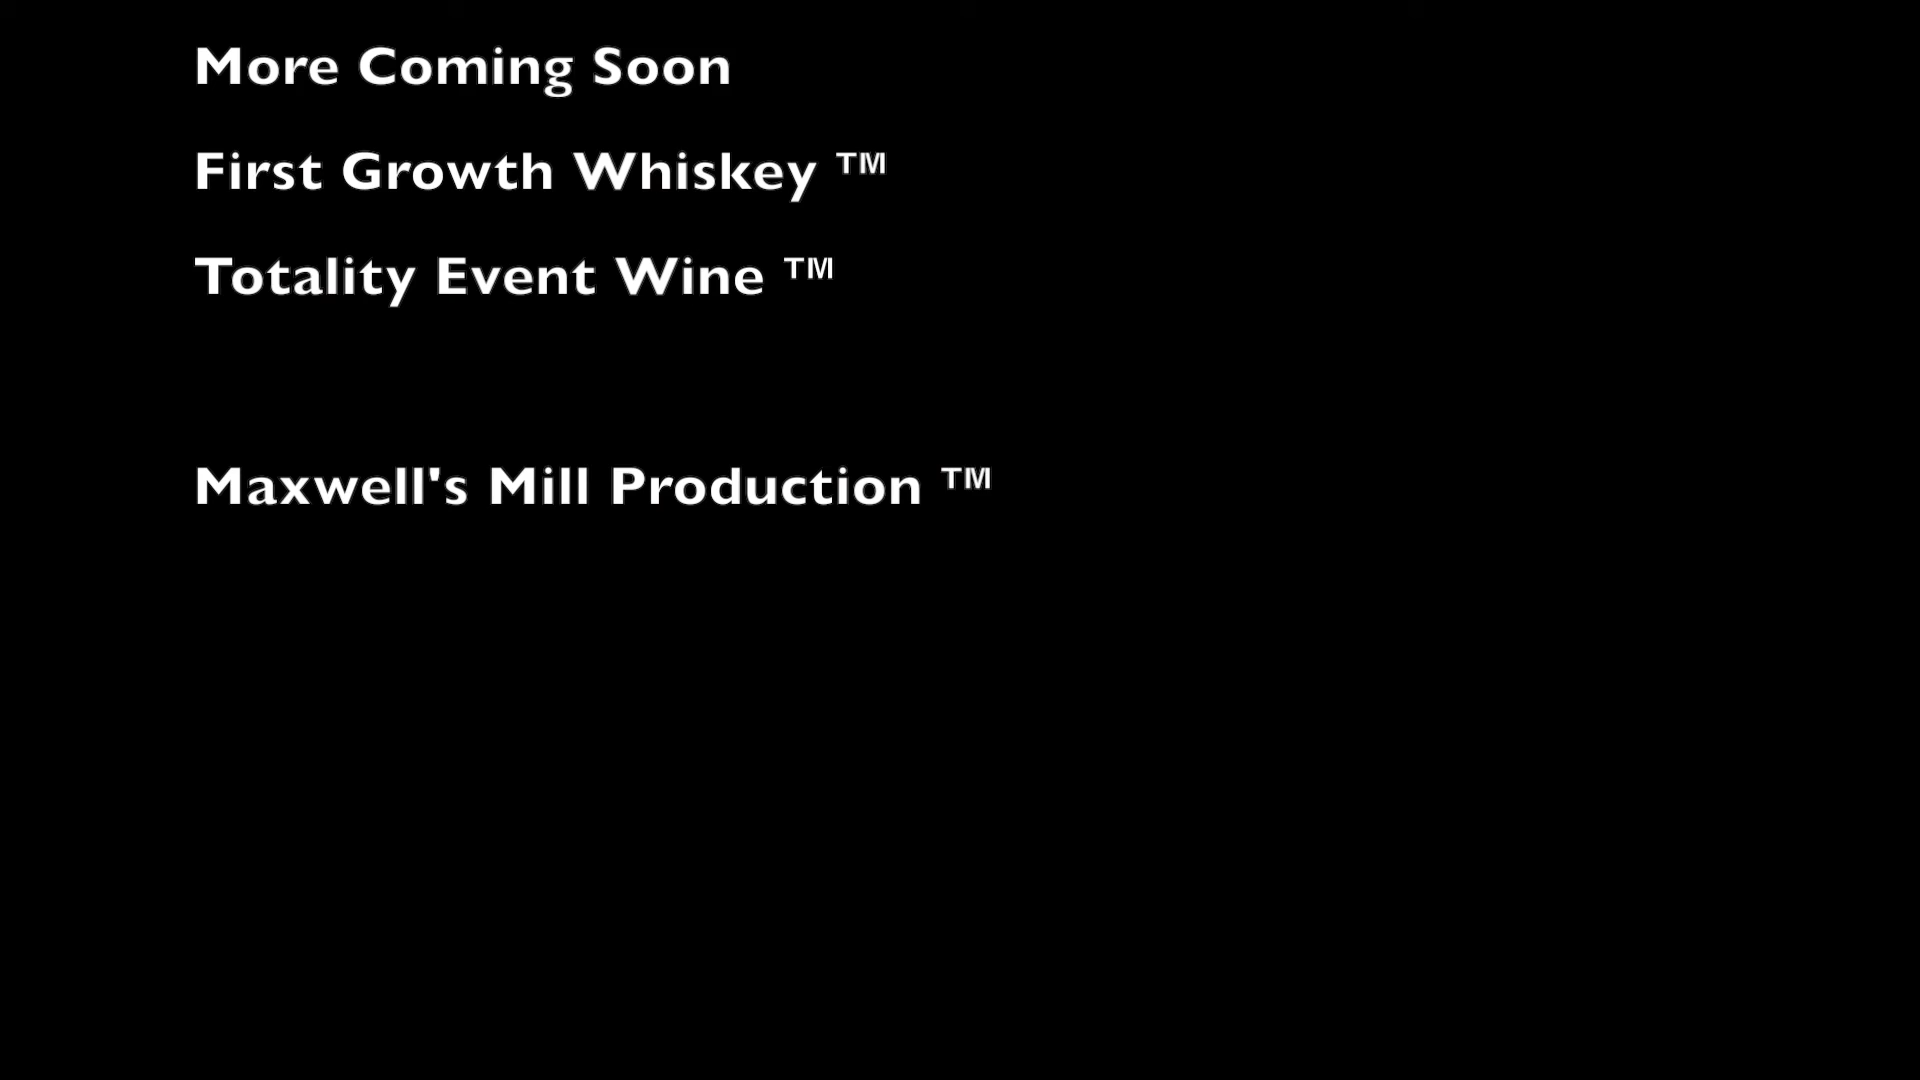 More Coming Soon
First Growth Whiskey ™
Totality Event Wine ™
Maxwell's Mill Production ™